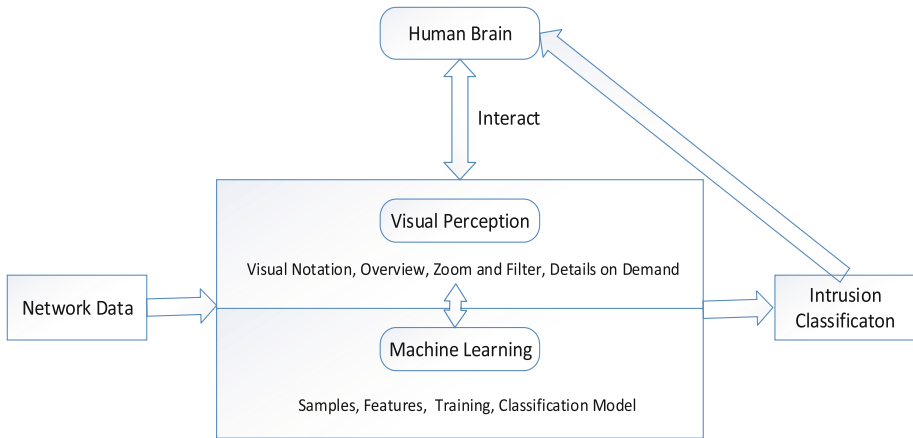 Human Brain
Interact
Visual Perception
Visual Notation, Overview, Zoom and Filter, Details on Demand
Network Data
Intrusion
Classificaton
Machine Learning
Samples, Features, Training, Classification Model